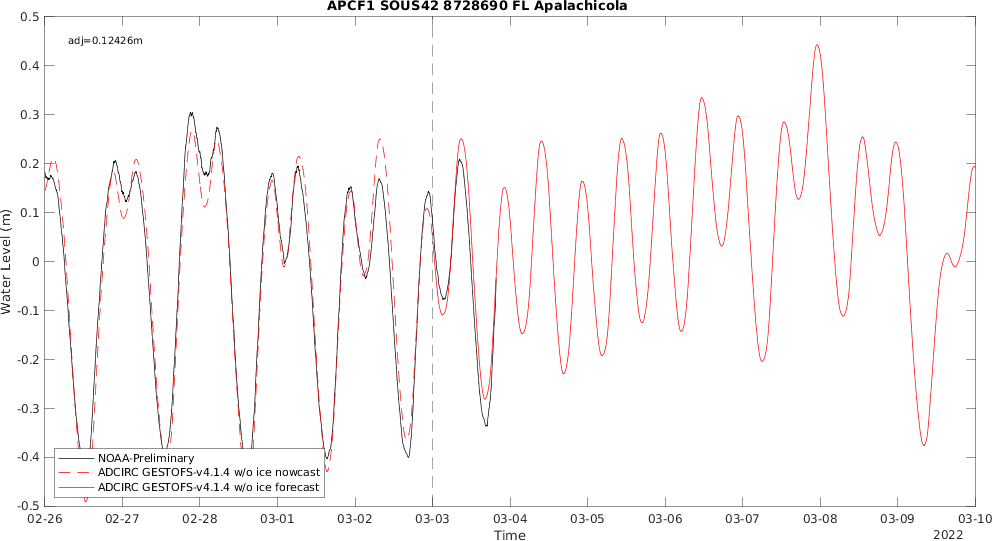 APCF1 SOUS42 8728690 FL Apalachicola
adj=0.12426m
0.5
0.4
0.3
0.2
0.1
0
-0.1
-0.2
-0.3
-0.4
-0.5
Water Level (m)
NOAA-Preliminary
ADCIRC GESTOFS-v4.1.4 w/o ice nowcast
ADCIRC GESTOFS-v4.1.4 w/o ice forecast
02-26 02-27 02-28 03-01 03-02 03-03 03-04 03-05 03-06 03-07 03-08 03-09 03-10
Time
2022